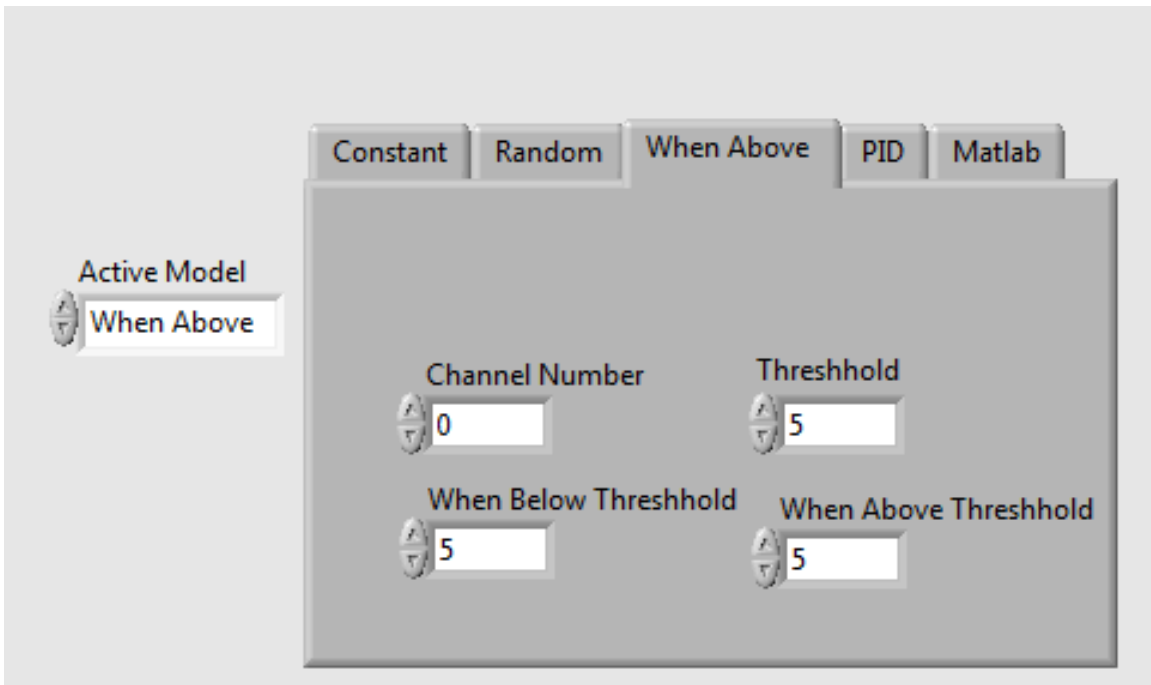 Constant
Random
When Above
PID
Matlab
Active Model
When Above
Channel Number
0
Threshhold
5
When Below Threshhold
5
When Above Threshhold
5